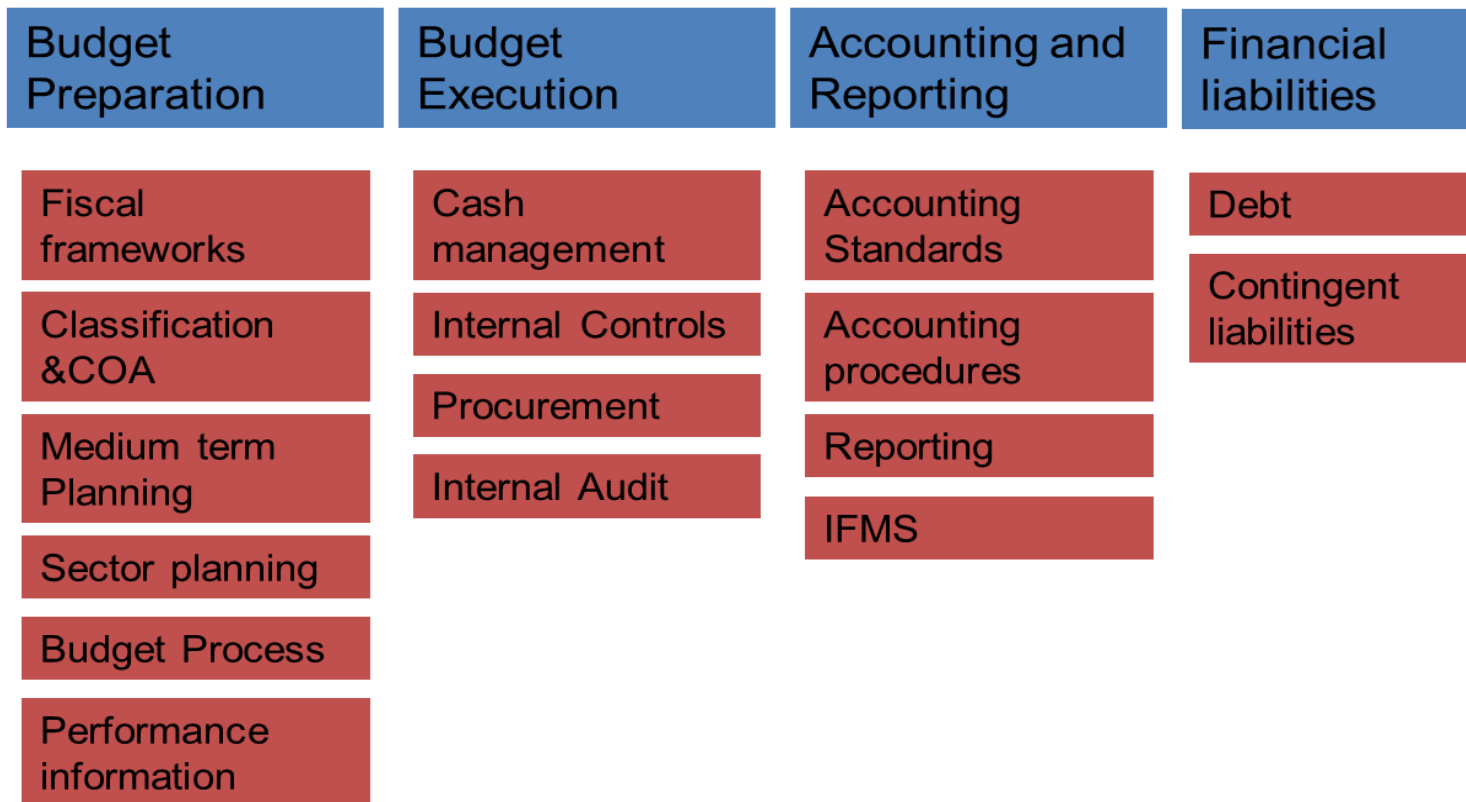 Budget
Preparation
Fiscal
frameworks
Classification
&COA
Medium term
Planning
Sector planning
Budget Process
Performance
information
Budget
Execution
Cash
management
Internal Controls
Procurement
Internal Audit
Accounting and
Reporting
Accounting
Standards
Accounting
procedures
Reporting
IFMS
Financial
liabilities
Debt
Contingent
liabilities